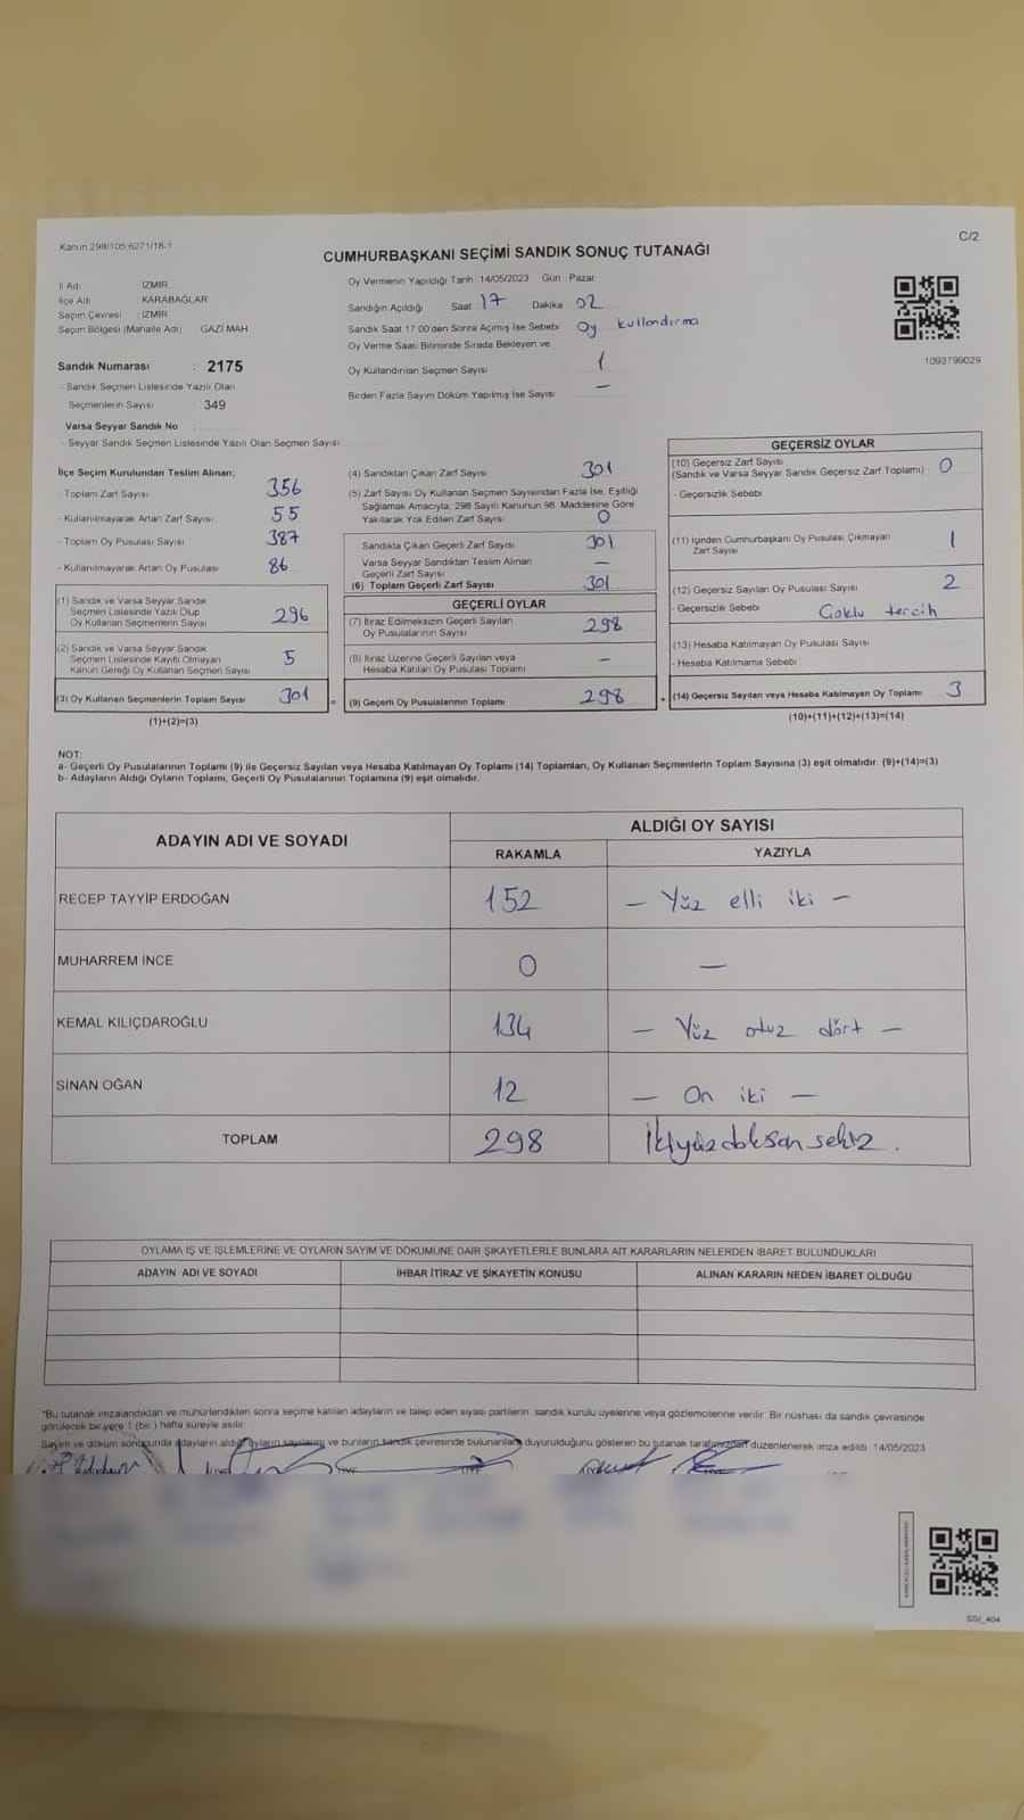 Kanun 298/105 6271/18-1
C/2
CUMHURBAŞKANI SEÇİMİ SANDIK SONUÇ TUTANAĞI
İl Adı : İZMİR
İlçe Adı : KARABAĞLAR
Seçim Çevresi : İZMİR
Seçim Bölgesi (Mahalle Adı) : GAZİ MAH
Sandık Numarası : 2175
- Sandık Seçmen Listesinde Yazılı Olan
Seçmenlerin Sayısı : 349
Varsa Seyyar Sandık No
- Seyyar Sandık Seçmen Listesinde Yazılı Olan Seçmen Sayısı
Oy Vermenin Yapıldığı Tarih : 14/05/2023 Gün : Pazar
Sandığın Açıldığı Saat 17 Dakika 02
Sandık Saat 17.00'den Sonra Açılmış İse Sebebi Oy kullandırma
Oy Verme Saati Bitiminde Sırada Bekleyen ve
Oy Kullandırılan Seçmen Sayısı 1
Birden Fazla Sayım Döküm Yapılmış İse Sayısı —
1093799029
İlçe Seçim Kurulundan Teslim Alınan;
- Toplam Zarf Sayısı 356
- Kullanılmayarak Artan Zarf Sayısı 55
- Toplam Oy Pusulası Sayısı 387
- Kullanılmayarak Artan Oy Pusulası 86
(1) Sandık ve Varsa Seyyar Sandık
Seçmen Listesinde Yazılı Olup
Oy Kullanan Seçmenlerin Sayısı 296
(2) Sandık ve Varsa Seyyar Sandık
Seçmen Listesinde Kayıtlı Olmayan
Kanun Gereği Oy Kullanan Seçmen Sayısı 5
(3) Oy Kullanan Seçmenlerin Toplam Sayısı 301
(1)+(2)=(3)
(4) Sandıktan Çıkan Zarf Sayısı 301
(5) Zarf Sayısı Oy Kullanan Seçmen Sayısından Fazla İse, Eşitliği
Sağlamak Amacıyla, 298 Sayılı Kanunun 98. Maddesine Göre
Yakılarak Yok Edilen Zarf Sayısı 0
Sandıkta Çıkan Geçerli Zarf Sayısı 301
Varsa Seyyar Sandıktan Teslim Alınan
Geçerli Zarf Sayısı —
(6) Toplam Geçerli Zarf Sayısı 301
GEÇERLİ OYLAR
(7) İtiraz Edilmeksizin Geçerli Sayılan
Oy Pusulalarının Sayısı 298
(8) İtiraz Üzerine Geçerli Sayılan veya
Hesaba Katılan Oy Pusulası Toplamı —
= (9) Geçerli Oy Pusulalarının Toplamı 298
GEÇERSİZ OYLAR
(10) Geçersiz Zarf Sayısı
(Sandık ve Varsa Seyyar Sandık Geçersiz Zarf Toplamı) 0
- Geçersizlik Sebebi
(11) İçinden Cumhurbaşkanı Oy Pusulası Çıkmayan
Zarf Sayısı 1
(12) Geçersiz Sayılan Oy Pusulası Sayısı 2
- Geçersizlik Sebebi Çoklu tercih
(13) Hesaba Katılmayan Oy Pusulası Sayısı
- Hesaba Katılmama Sebebi
+ (14) Geçersiz Sayılan veya Hesaba Katılmayan Oy Toplamı 3
(10)+(11)+(12)+(13)=(14)
NOT:
a- Geçerli Oy Pusulalarının Toplamı (9) ile Geçersiz Sayılan veya Hesaba Katılmayan Oy Toplamı (14) Toplamları, Oy Kullanan Seçmenlerin Toplam Sayısına (3) eşit olmalıdır. (9)+(14)=(3)
b- Adayların Aldığı Oyların Toplamı, Geçerli Oy Pusulalarının Toplamına (9) eşit olmalıdır.
ADAYIN ADI VE SOYADI ALDIĞI OY SAYISI
RAKAMLA YAZIYLA
RECEP TAYYİP ERDOĞAN 152 — Yüz elli iki —
MUHARREM İNCE 0 —
KEMAL KILIÇDAROĞLU 134 — Yüz otuz dört —
SİNAN OĞAN 12 — On iki —
TOPLAM 298 İkiyüzdoksan sekiz.
OYLAMA İŞ VE İŞLEMLERİNE VE OYLARIN SAYIM VE DÖKÜMÜNE DAİR ŞİKAYETLERLE BUNLARA AİT KARARLARIN NELERDEN İBARET BULUNDUKLARI
ADAYIN ADI VE SOYADI İHBAR İTİRAZ VE ŞİKAYETİN KONUSU ALINAN KARARIN NEDEN İBARET OLDUĞU
*Bu tutanak imzalandıktan ve mühürlendikten sonra seçime katılan adayların ve talep eden siyasi partilerin sandık kurulu üyelerine veya gözlemcilerine verilir. Bir nüshası da sandık çevresinde
görülecek bir yere 1 (bir) hafta süreyle asılır.
Sayım ve döküm sonucunda adayların aldığı oyların sayılarını ve bunların sandık çevresinde bulunanlara duyurulduğunu gösteren bu tutanak tarafımızdan düzenlenerek imza edildi. 14/05/2023